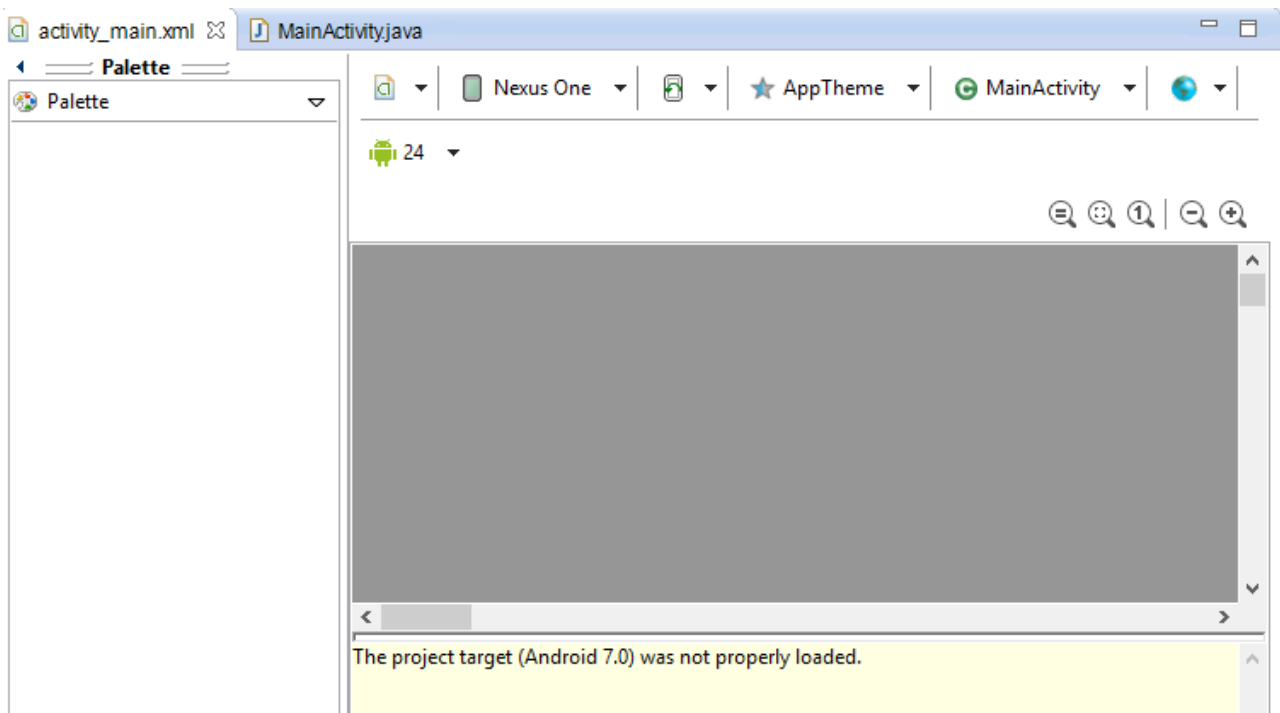 activity_main.xml MainActivity.java
Palette
Palette
Nexus One AppTheme MainActivity
24
The project target (Android 7.0) was not properly loaded.